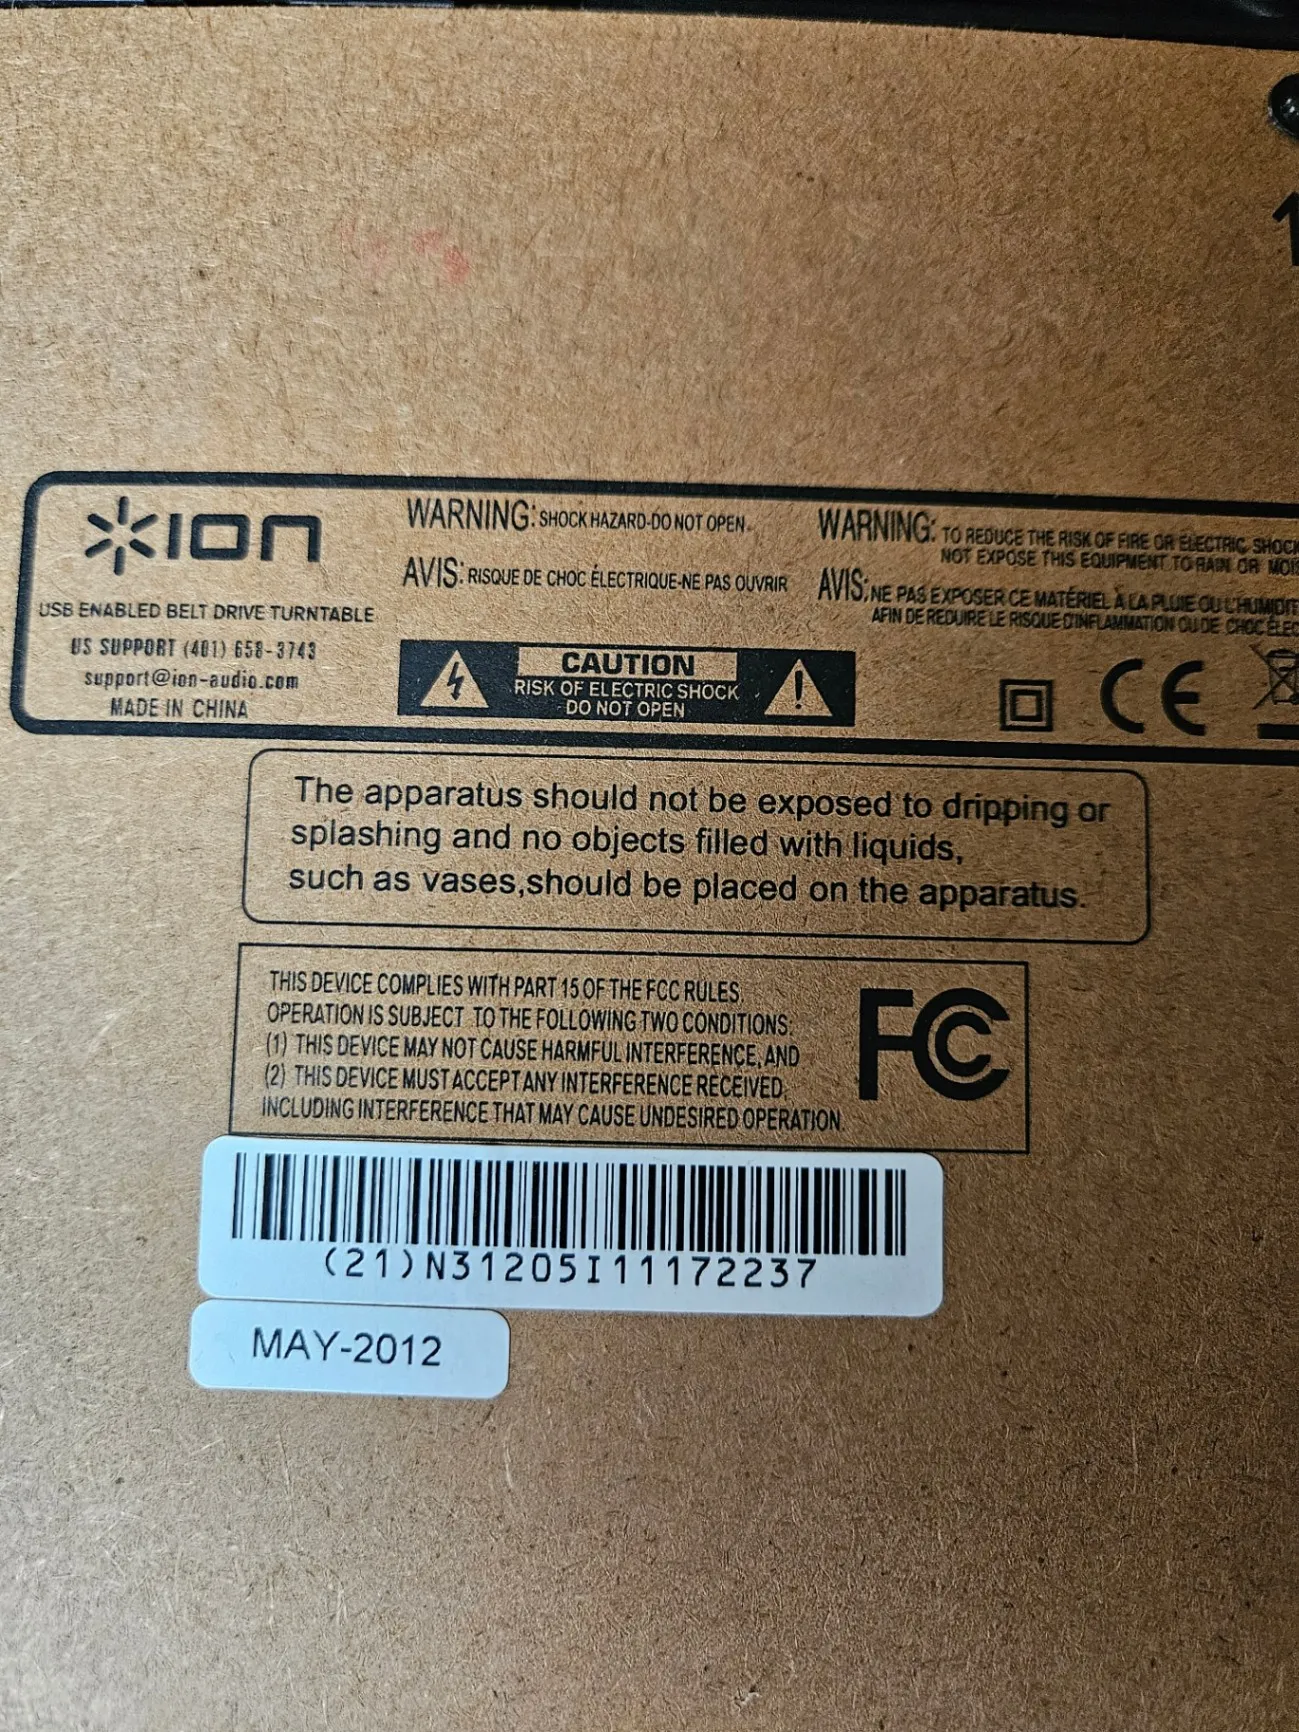 1
ION
USB ENABLED BELT DRIVE TURNTABLE
US SUPPORT (401) 658-3743
support@ion-audio.com
MADE IN CHINA
WARNING: SHOCK HAZARD-DO NOT OPEN.
AVIS: RISQUE DE CHOC ÉLECTRIQUE-NE PAS OUVRIR
CAUTION
RISK OF ELECTRIC SHOCK
DO NOT OPEN
WARNING: TO REDUCE THE RISK OF FIRE OR ELECTRIC SHOCK
NOT EXPOSE THIS EQUIPMENT TO RAIN OR MOIS
AVIS: NE PAS EXPOSER CE MATÉRIEL À LA PLUIE OU L'HUMIDIT
AFIN DE REDUIRE LE RISQUE D'INFLAMMATION OU DE CHOC ÉLEC
CE
The apparatus should not be exposed to dripping or
splashing and no objects filled with liquids,
such as vases,should be placed on the apparatus.
THIS DEVICE COMPLIES WITH PART 15 OF THE FCC RULES.
OPERATION IS SUBJECT TO THE FOLLOWING TWO CONDITIONS:
(1) THIS DEVICE MAY NOT CAUSE HARMFUL INTERFERENCE, AND
(2) THIS DEVICE MUST ACCEPT ANY INTERFERENCE RECEIVED,
INCLUDING INTERFERENCE THAT MAY CAUSE UNDESIRED OPERATION.
FC
(21)N31205I11172237
MAY-2012